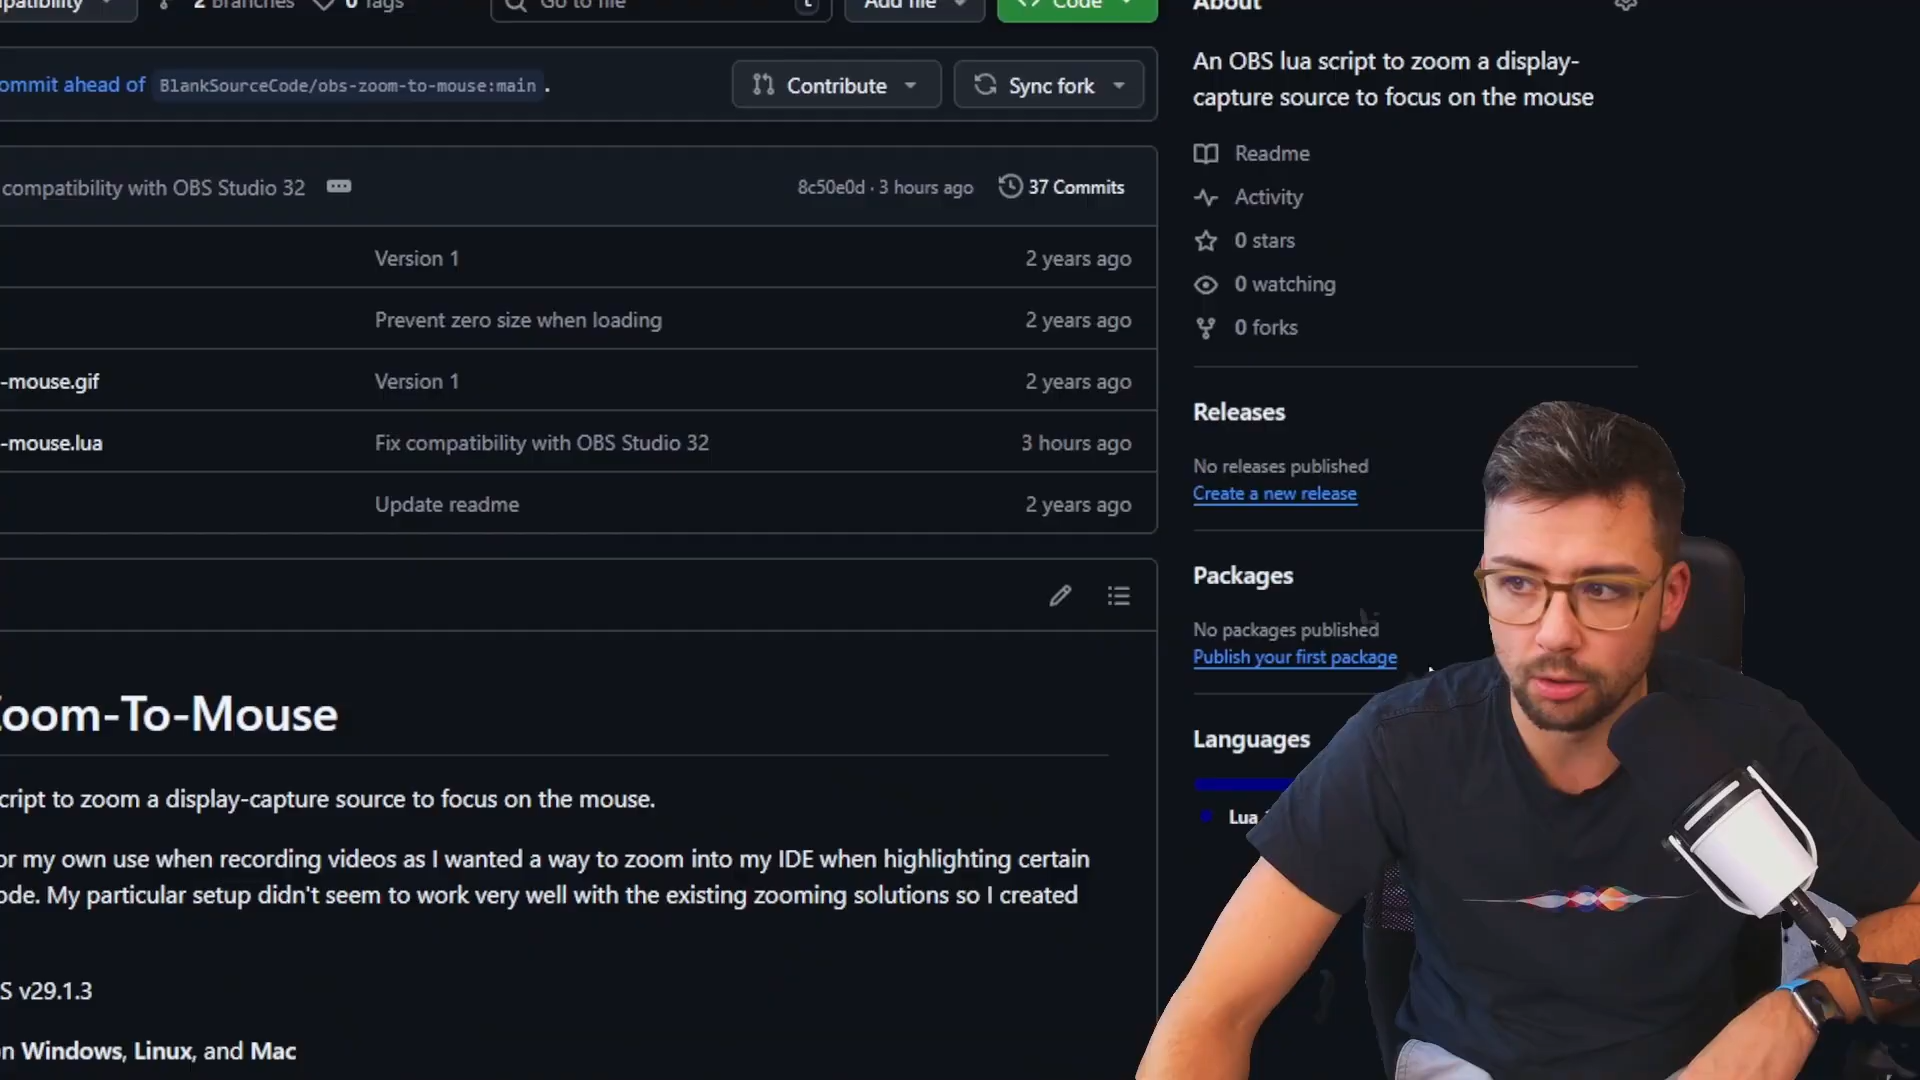 2 Branches
0 Tags
Go to file
t
Add file
Code
About
An OBS lua script to zoom a display-
capture source to focus on the mouse
ommit ahead of BlankSourceCode/obs-zoom-to-mouse:main .
Contribute
Sync fork
compatibility with OBS Studio 32
8c50e0d · 3 hours ago
37 Commits
Version 1
2 years ago
Prevent zero size when loading
2 years ago
-mouse.gif
Version 1
2 years ago
-mouse.lua
Fix compatibility with OBS Studio 32
3 hours ago
Update readme
2 years ago
Readme
Activity
0 stars
0 watching
0 forks
Releases
No releases published
Create a new release
Packages
No packages published
Publish your first package
Languages
Lua
Zoom-To-Mouse
cript to zoom a display-capture source to focus on the mouse.
or my own use when recording videos as I wanted a way to zoom into my IDE when highlighting certain
ode. My particular setup didn't seem to work very well with the existing zooming solutions so I created
S v29.1.3
n Windows, Linux, and Mac